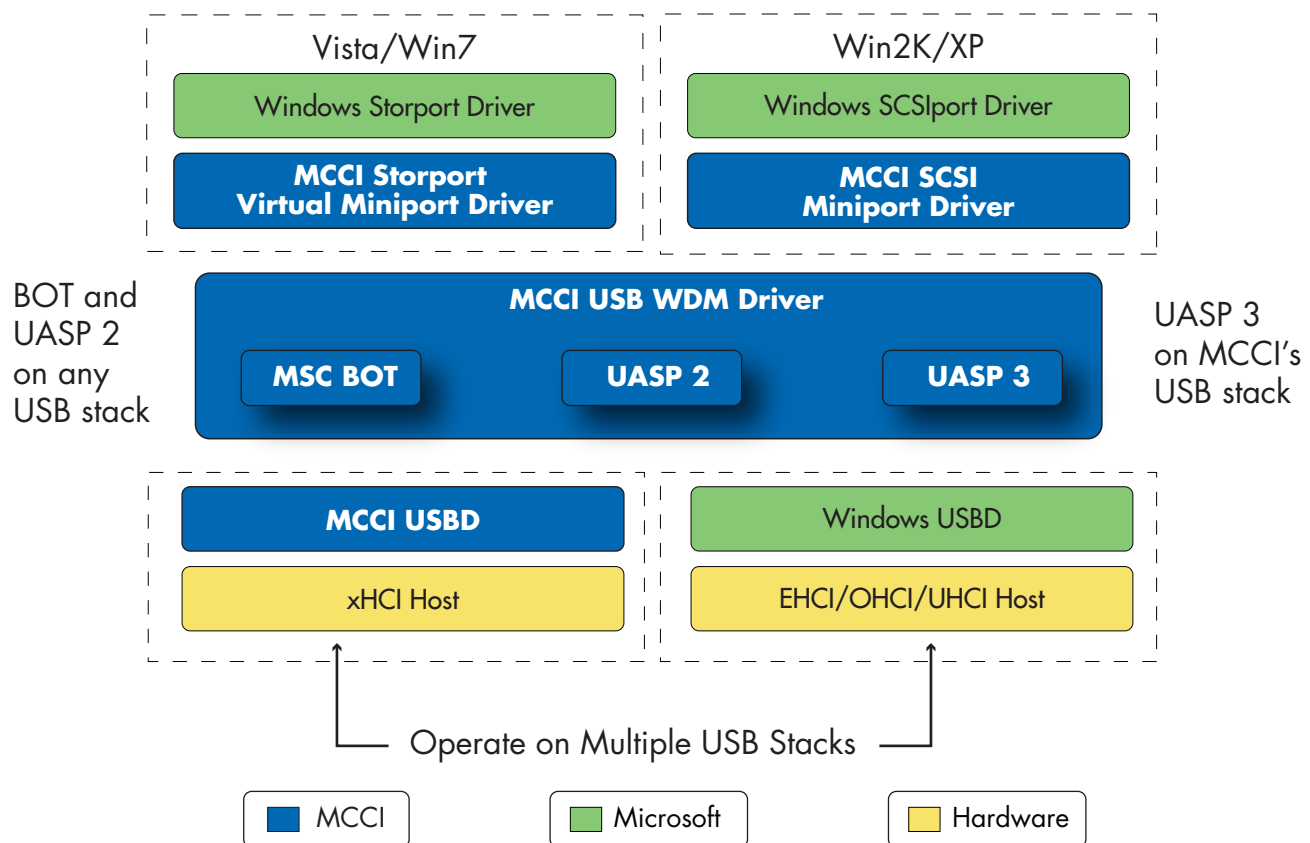 Vista/Win7
Windows Storport Driver
MCCI Storport
Virtual Miniport Driver
Win2K/XP
Windows SCSIport Driver
MCCI SCSI
Miniport Driver
BOT and
UASP 2
on any
USB stack
MCCI USB WDM Driver
MSC BOT
UASP 2
UASP 3
UASP 3
on MCCI's
USB stack
MCCI USBD
xHCI Host
Windows USBD
EHCI/OHCI/UHCI Host
Operate on Multiple USB Stacks
MCCI
Microsoft
Hardware